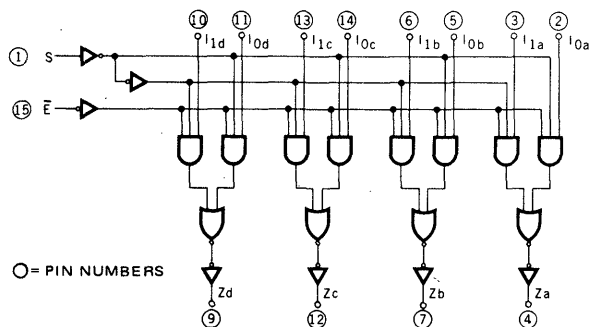 10 11 13 14 6 5 3 2
I1d I0d I1c I0c I1b I0b I1a I0a
1 S
15 E̅
O= PIN NUMBERS
Zd Zc Zb Za
9 12 7 4